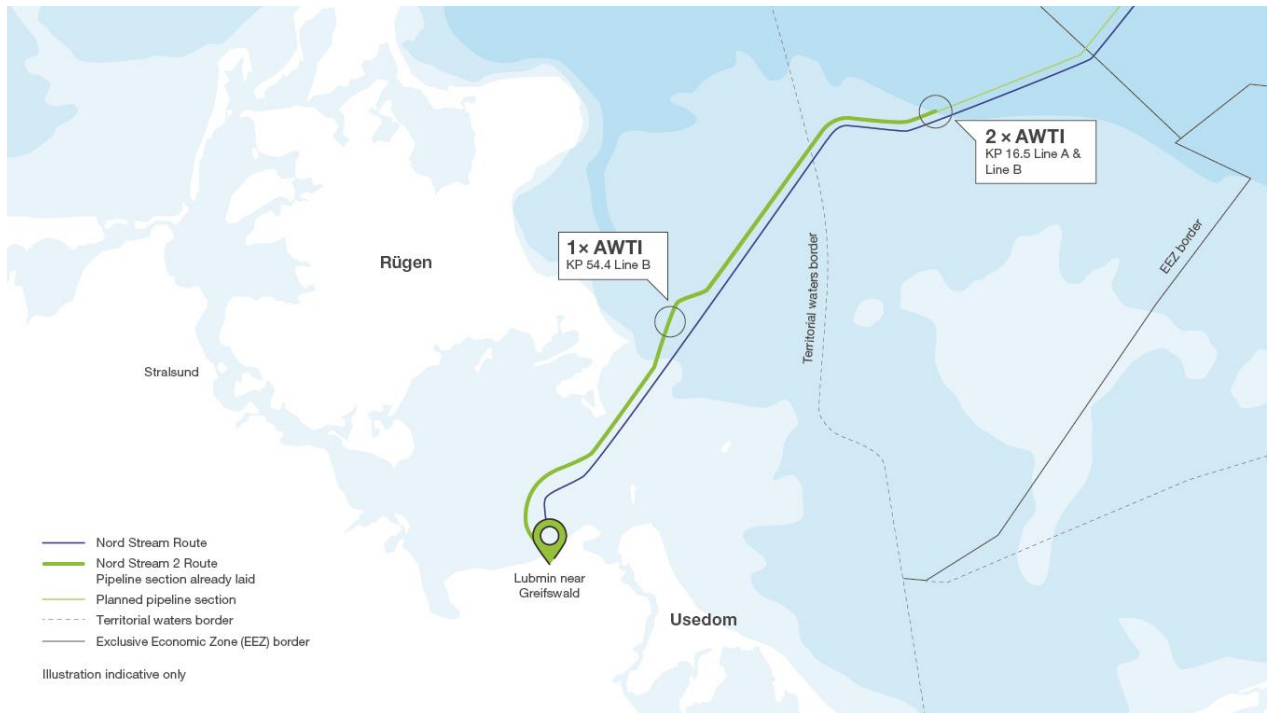 2 × AWTI
KP 16.5 Line A &
Line B
1× AWTI
KP 54.4 Line B
Rügen
Territorial waters border
EEZ border
Stralsund
Nord Stream Route
Nord Stream 2 Route
Pipeline section already laid
Planned pipeline section
Territorial waters border
Exclusive Economic Zone (EEZ) border
Illustration indicative only
Lubmin near
Greifswald
Usedom